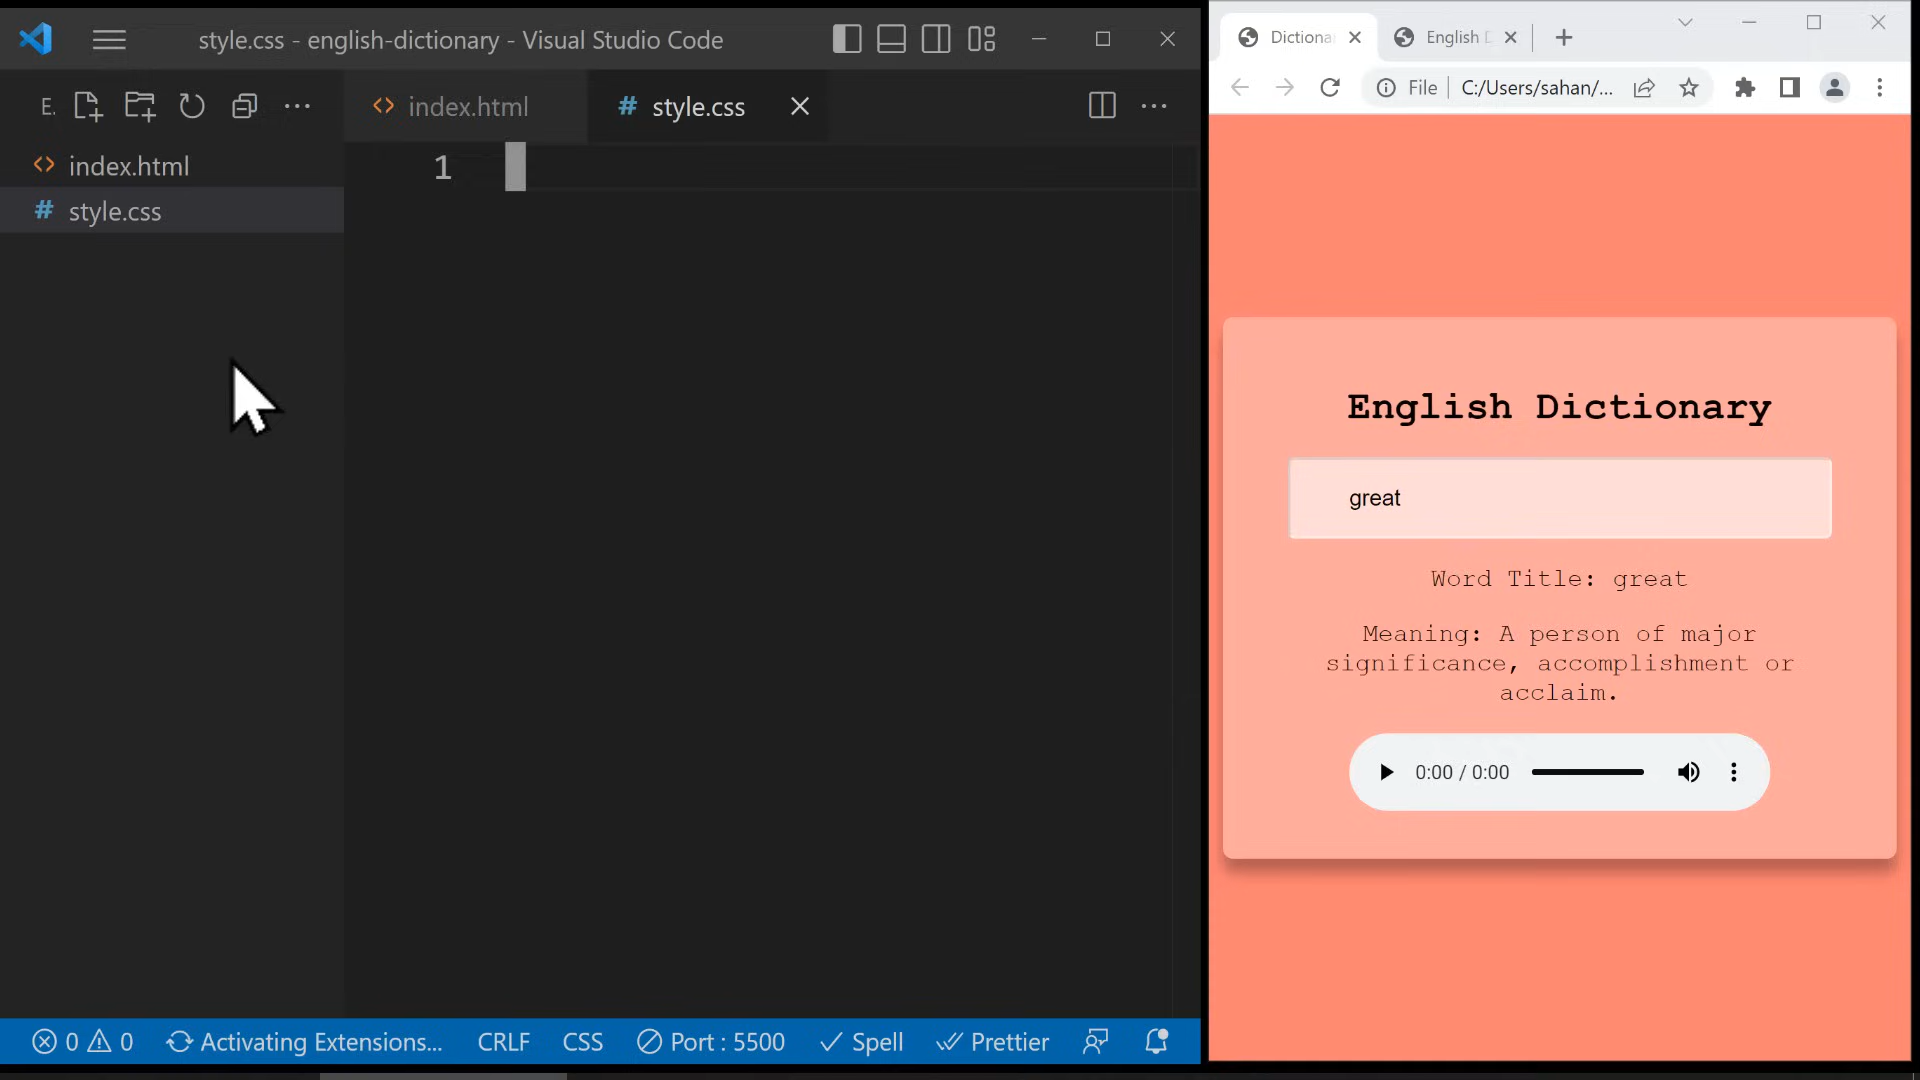 style.css - english-dictionary - Visual Studio Code
E.
index.html
style.css
index.html
style.css
1
Activating Extensions...
0 0
CRLF
CSS
Port : 5500
Spell
Prettier
Dictiona
English D
File
C:/Users/sahan/...
English Dictionary
great
Word Title: great
Meaning: A person of major
significance, accomplishment or
acclaim.
0:00 / 0:00